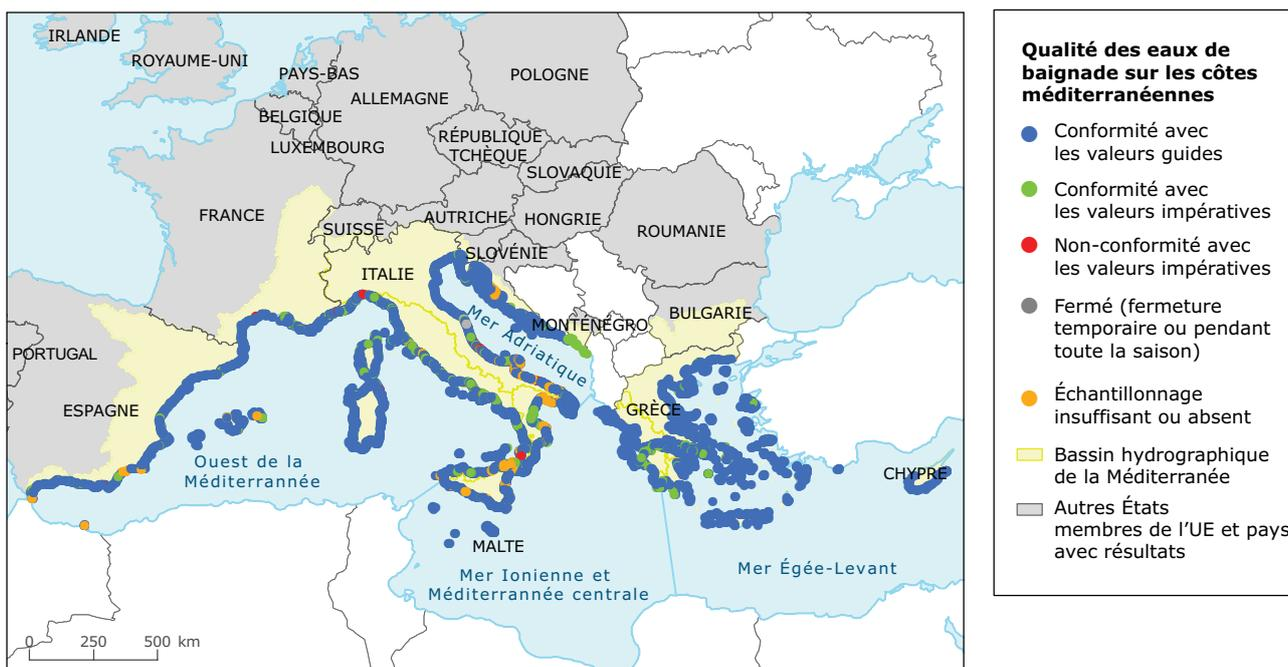 IRLANDE
ROYAUME-UNI
PAYS-BAS
POLOGNE
ALLEMAGNE
BELGIQUE
RÉPUBLIQUE
TCHÈQUE
LUXEMBOURG
SLOVAQUIE
FRANCE
AUTRICHE
HONGRIE
SUISSE
ROUMANIE
SLOVÉNIE
ITALIE
BULGARIE
Mer Adriatique
MONTÉNÉGRO
PORTUGAL
ESPAGNE
GRÈCE
Ouest de la
Méditerrannée
CHYPRE
MALTE
Mer Ionienne et
Méditerrannée centrale
Mer Égée-Levant
0 250 500 km
Qualité des eaux de
baignade sur les côtes
méditerranéennes
Conformité avec
les valeurs guides
Conformité avec
les valeurs impératives
Non-conformité avec
les valeurs impératives
Fermé (fermeture
temporaire ou pendant
toute la saison)
Échantillonnage
insuffisant ou absent
Bassin hydrographique
de la Méditerranée
Autres États
membres de l'UE et pays
avec résultats